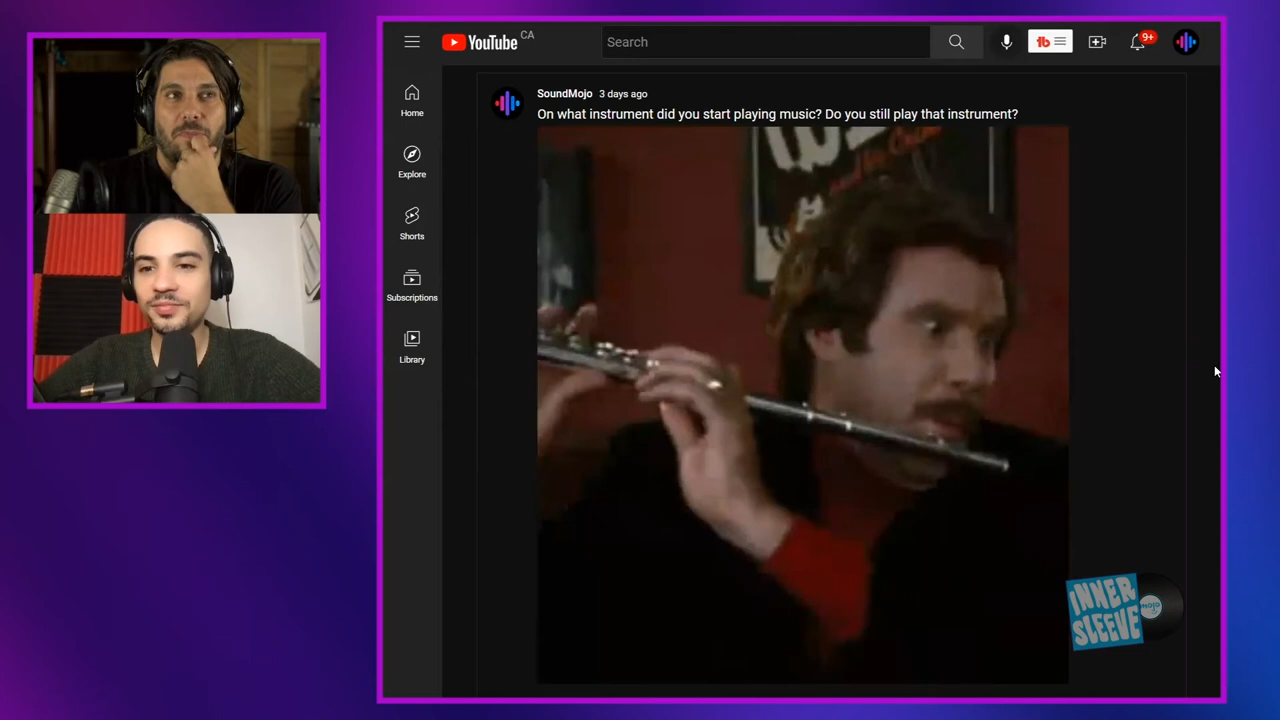 YouTube CA
Search
9+
Home
Explore
Shorts
Subscriptions
Library
SoundMojo 3 days ago
On what instrument did you start playing music? Do you still play that instrument?
INNER
SLEEVE
MOJO